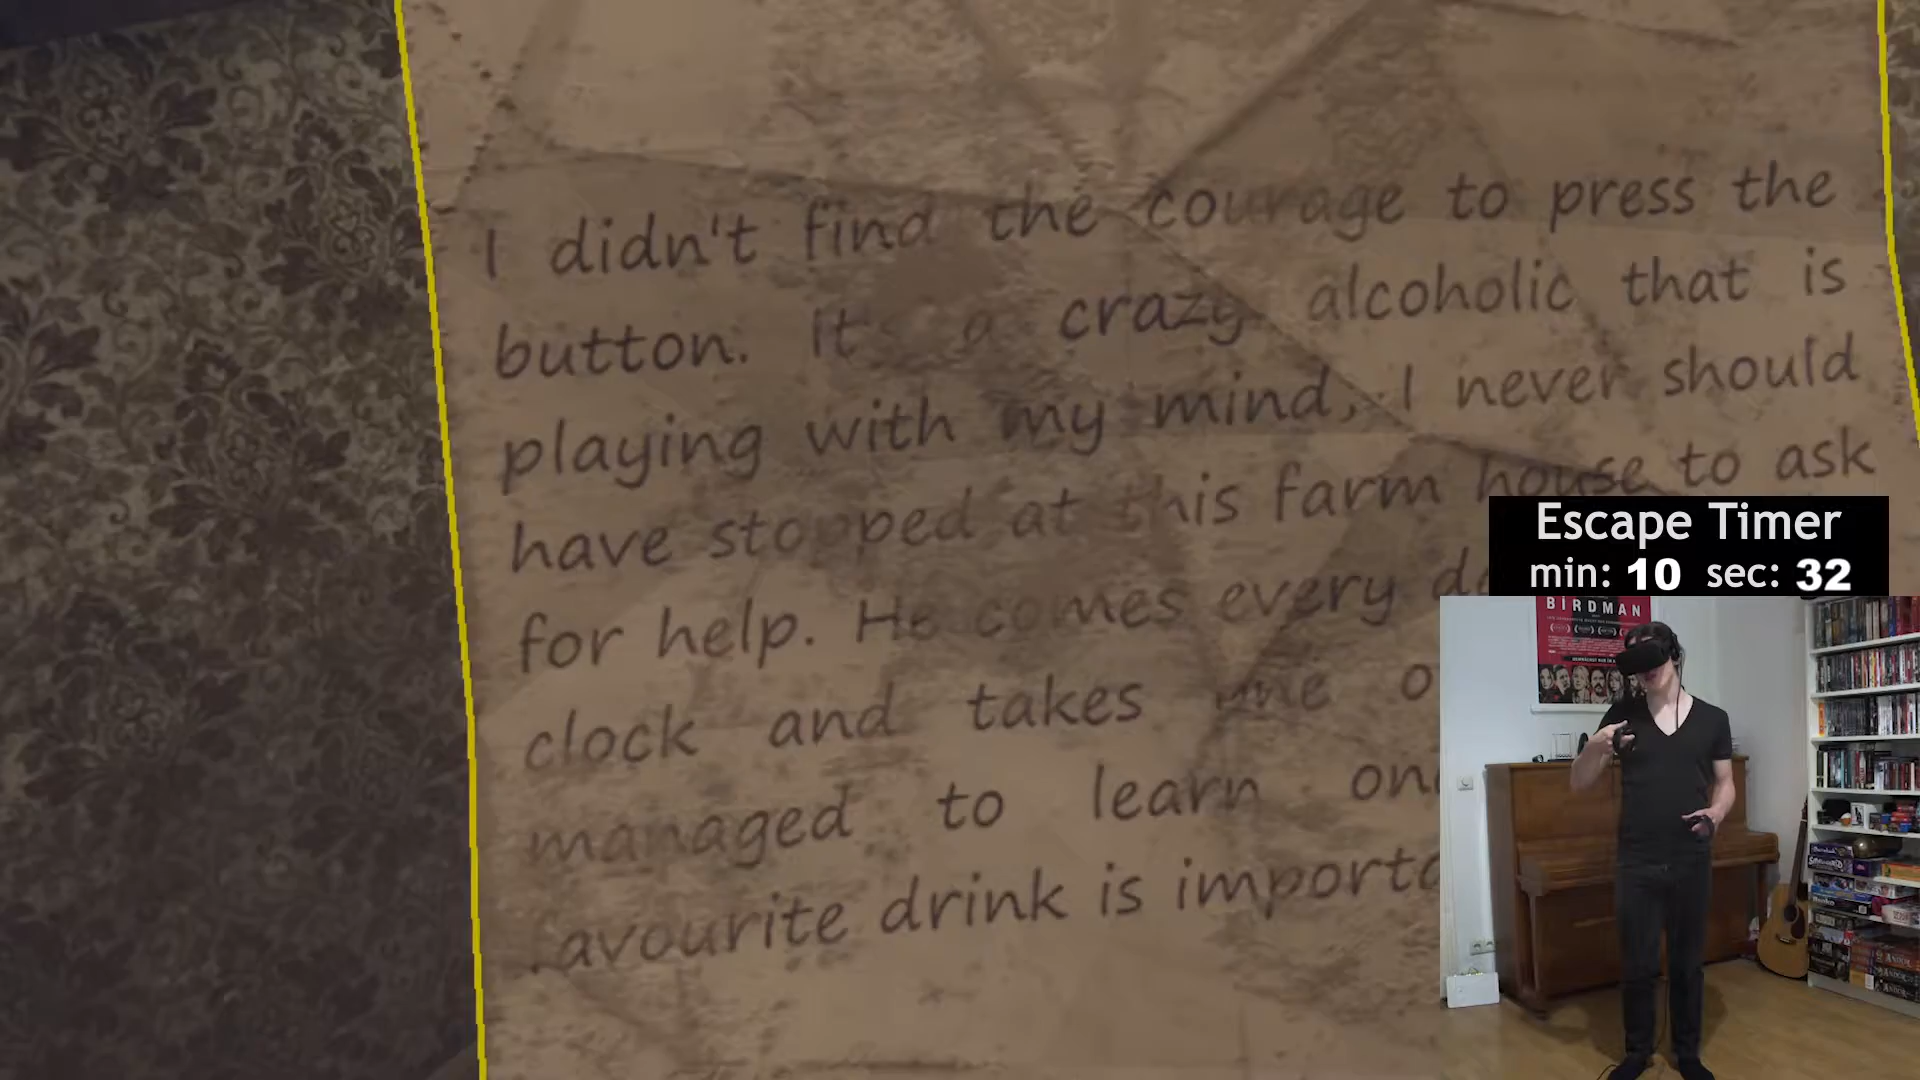 I didn't find the courage to press the
button. It a crazy alcoholic that is
playing with my mind, I never should
have stopped at this farm house to ask
for help. He comes every
clock and takes me
managed to learn
drink is
Escape Timer
min: 10 sec: 32
BIRDMAN